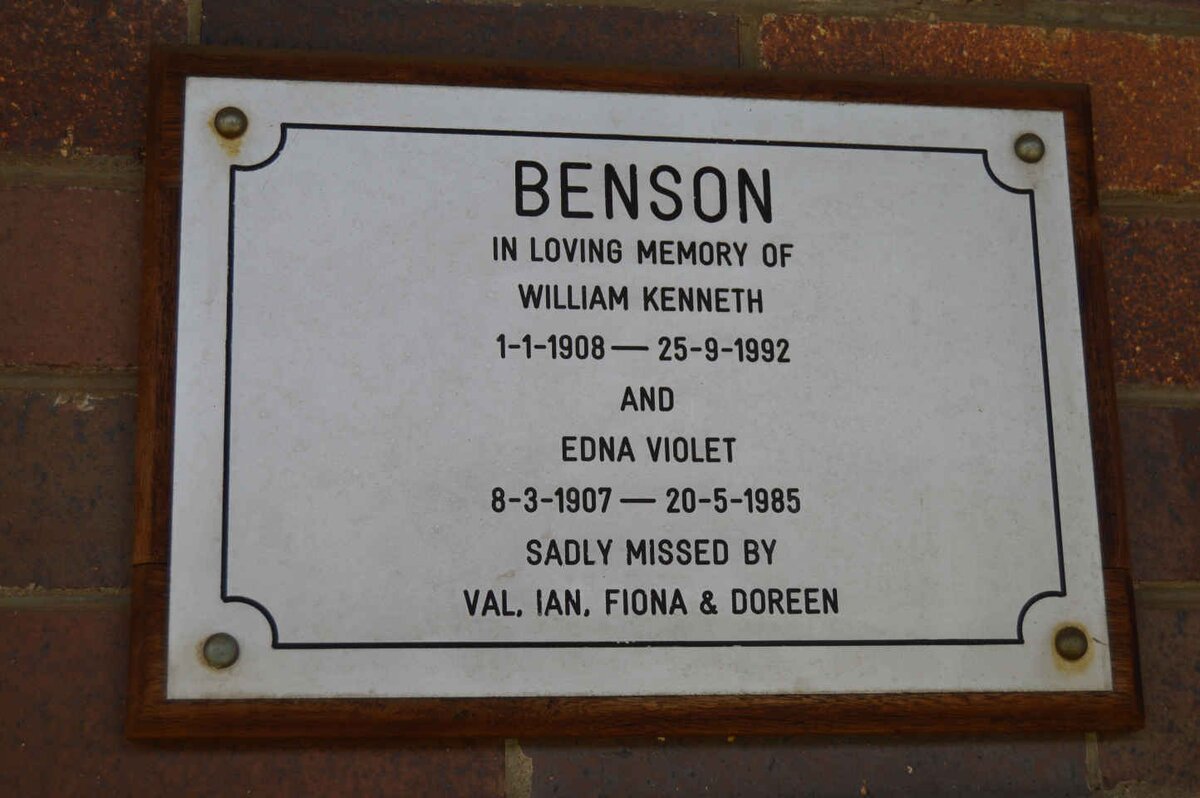 BENSON
IN LOVING MEMORY OF
WILLIAM KENNETH
1-1-1908 — 25-9-1992
AND
EDNA VIOLET
8-3-1907 — 20-5-1985
SADLY MISSED BY
VAL, IAN, FIONA & DOREEN